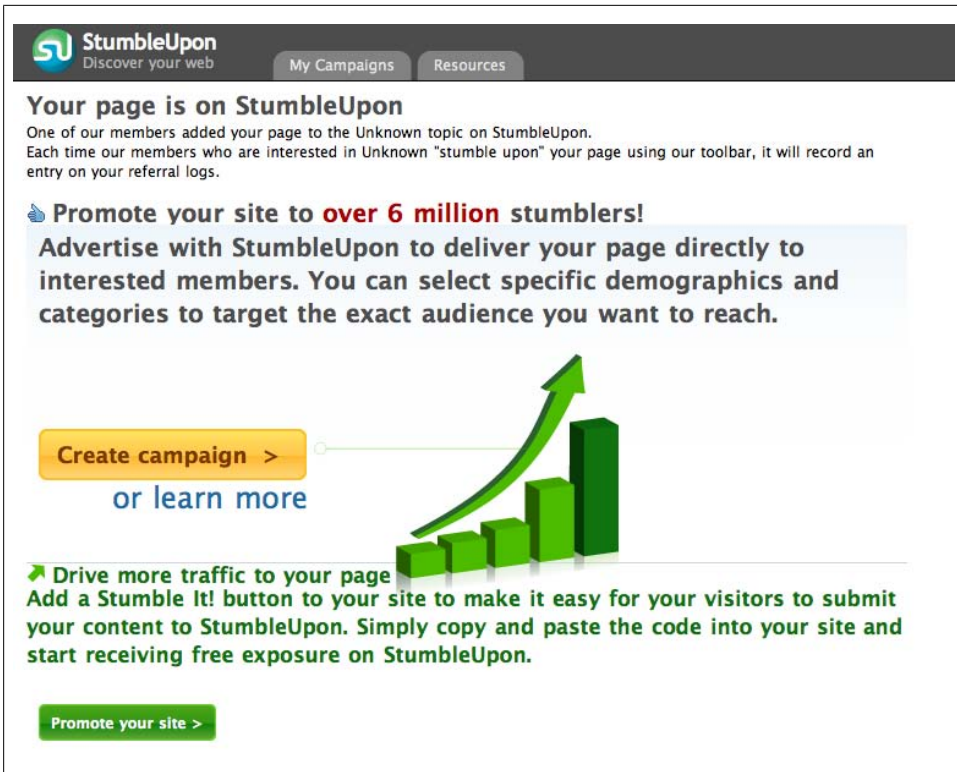 StumbleUpon
Discover your web
My Campaigns
Resources
Your page is on StumbleUpon
One of our members added your page to the Unknown topic on StumbleUpon.
Each time our members who are interested in Unknown "stumble upon" your page using our toolbar, it will record an
entry on your referral logs.
Promote your site to over 6 million stumblers!
Advertise with StumbleUpon to deliver your page directly to
interested members. You can select specific demographics and
categories to target the exact audience you want to reach.
Create campaign >
or learn more
Drive more traffic to your page
Add a Stumble It! button to your site to make it easy for your visitors to submit
your content to StumbleUpon. Simply copy and paste the code into your site and
start receiving free exposure on StumbleUpon.
Promote your site >